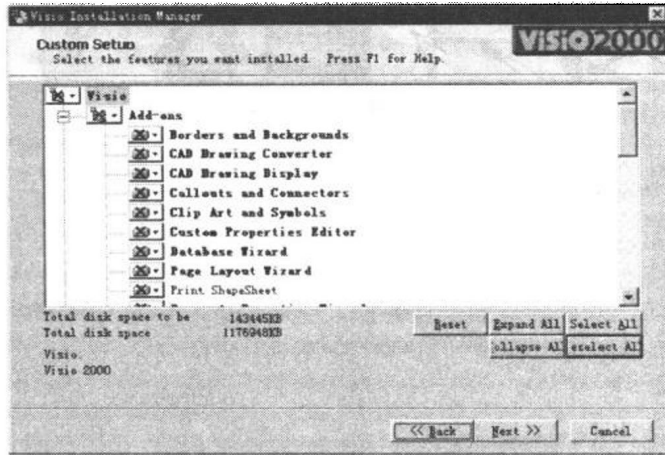 Visio Installation Manager
Custom Setup
Select the features you want installed. Press F1 for Help.
VISIO2000
Visio
Add-ons
Borders and Backgrounds
CAD Drawing Converter
CAD Drawing Display
Callouts and Connectors
Clip Art and Symbols
Custom Properties Editor
Database Wizard
Page Layout Wizard
Print ShapeSheet
Total disk space to be 143445KB
Total disk space 1176948KB
Reset Expand All Select All
ollapse Al eselect Al
Visio.
Visio 2000
<< Back Next >> Cancel